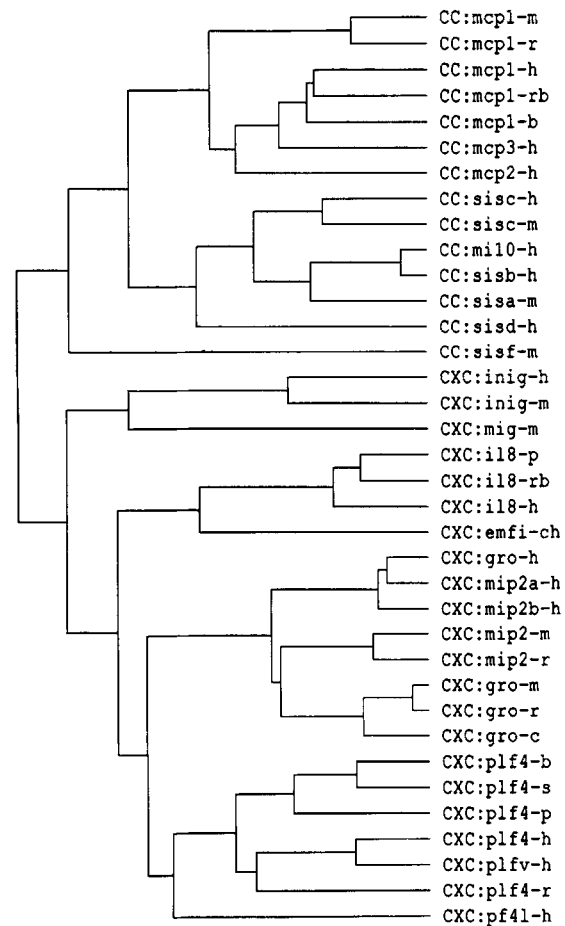 CC:mcp1-m
CC:mcp1-r
CC:mcp1-h
CC:mcp1-rb
CC:mcp1-b
CC:mcp3-h
CC:mcp2-h
CC:sisc-h
CC:sisc-m
CC:mi10-h
CC:sisb-h
CC:sisa-m
CC:sisd-h
CC:sisf-m
CXC:inig-h
CXC:inig-m
CXC:mig-m
CXC:il8-p
CXC:il8-rb
CXC:il8-h
CXC:emfi-ch
CXC:gro-h
CXC:mip2a-h
CXC:mip2b-h
CXC:mip2-m
CXC:mip2-r
CXC:gro-m
CXC:gro-r
CXC:gro-c
CXC:plf4-b
CXC:plf4-s
CXC:plf4-p
CXC:plf4-h
CXC:plfv-h
CXC:plf4-r
CXC:pf4l-h